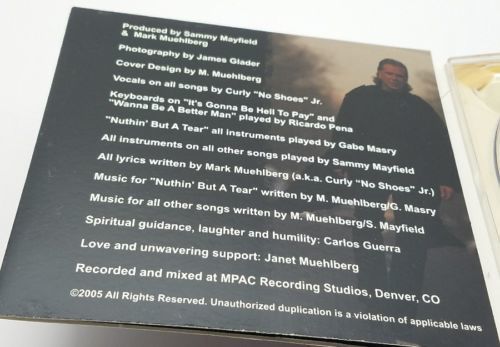 Produced by Sammy Mayfield
& Mark Muehlberg
Photography by James Glader
Cover Design by M. Muehlberg
Vocals on all songs by Curly "No Shoes" Jr.
Keyboards on "It's Gonna Be Hell To Pay" and
"Wanna Be A Better Man" played by Ricardo Pena
"Nuthin' But A Tear" all instruments played by Gabe Masry
All instruments on all other songs played by Sammy Mayfield
All lyrics written by Mark Muehlberg (a.k.a. Curly "No Shoes" Jr.)
Music for "Nuthin' But A Tear" written by M. Muehlberg/G. Masry
Music for all other songs written by M. Muehlberg/S. Mayfield
Spiritual guidance, laughter and humility: Carlos Guerra
Love and unwavering support: Janet Muehlberg
Recorded and mixed at MPAC Recording Studios, Denver, CO
©2005 All Rights Reserved. Unauthorized duplication is a violation of applicable laws